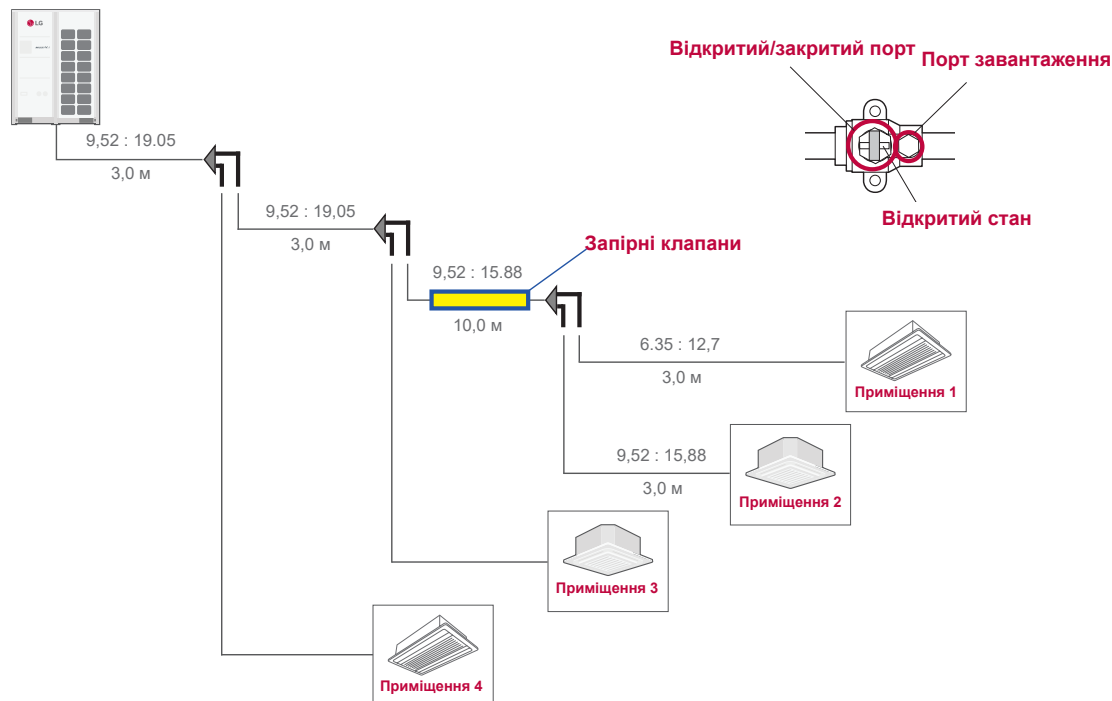 LG
Відкритий/закритий порт
Порт завантаження
Відкритий стан
9,52 : 19.05
3,0 м
9,52 : 19,05
3,0 м
Запірні клапани
9,52 : 15.88
10,0 м
6.35 : 12,7
3,0 м
Приміщення 1
9,52 : 15,88
3,0 м
Приміщення 2
Приміщення 3
Приміщення 4